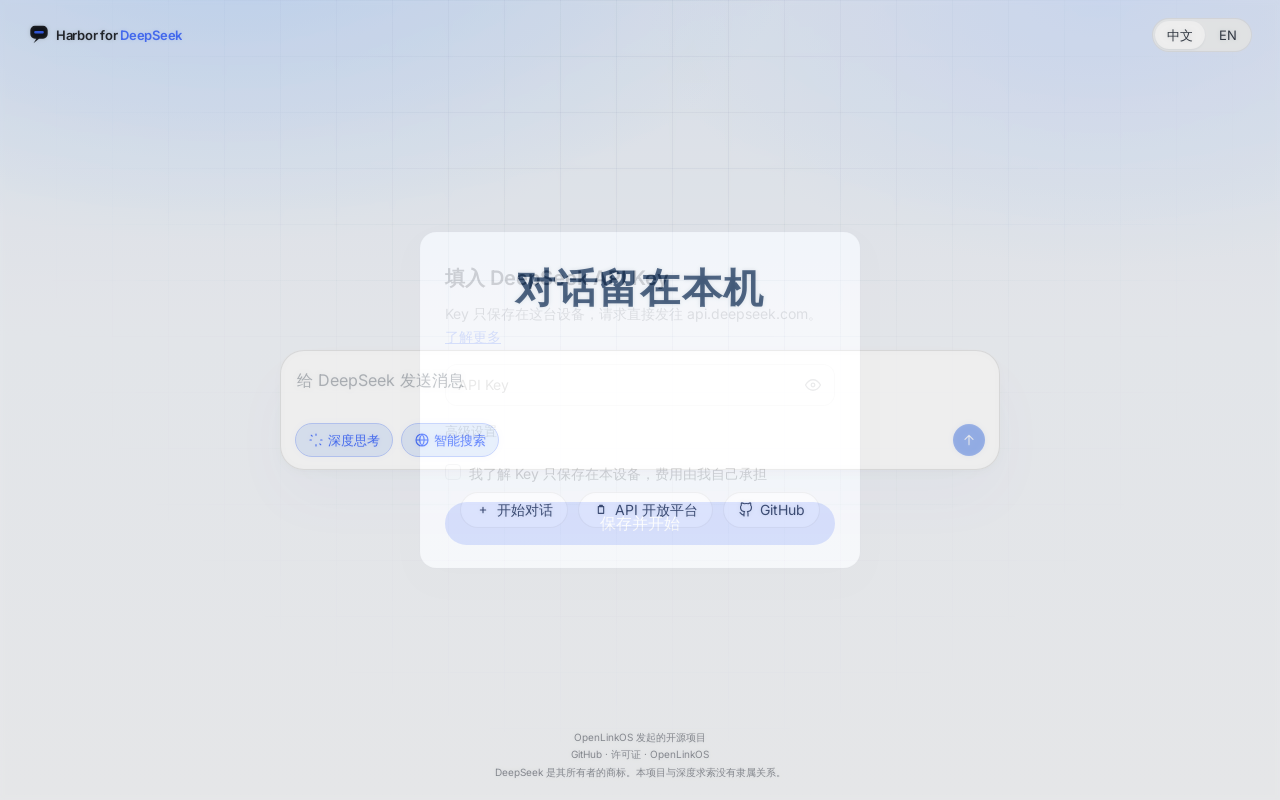 Harbor for DeepSeek
中文 EN
填入 DeepSeek API Key
对话留在本机
Key 只保存在这台设备，请求直接发往 api.deepseek.com。
了解更多
给 DeepSeek 发送消息
API Key
高级设置
深度思考 智能搜索
我了解 Key 只保存在本设备，费用由我自己承担
开始对话 API 开放平台 GitHub
保存并开始
OpenLinkOS 发起的开源项目
GitHub · 许可证 · OpenLinkOS
DeepSeek 是其所有者的商标。本项目与深度求索没有隶属关系。